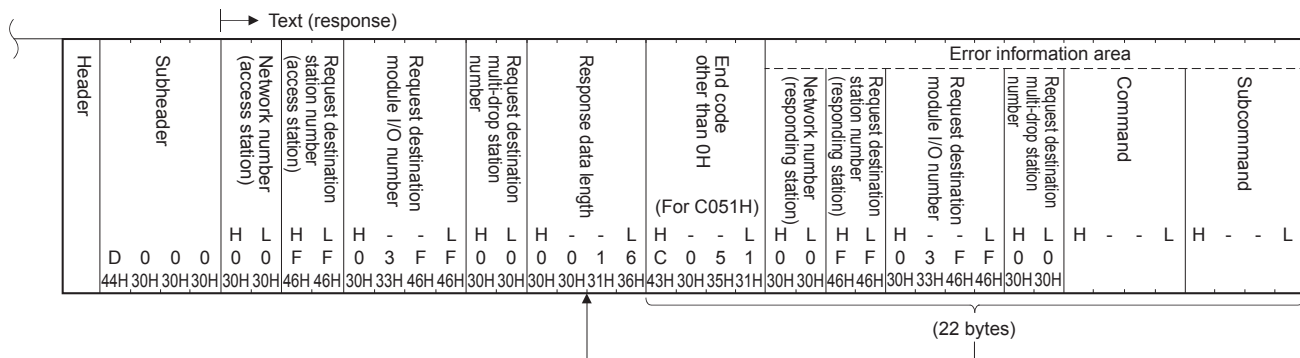 Text (response)
Error information area
Header
Subheader
Network number
(access station)
Request destination
station number
(access station)
Request destination
module I/O number
Request destination
multi-drop station
number
Response data length
End code
other than 0H
(For C051H)
Network number
(responding station)
Request destination
station number
(responding station)
Request destination
module I/O number
Request destination
multi-drop station
number
Command
Subcommand
H L H L H - - L H L H - - L H - - L H L H L H - - L H L H - - L H - - L
D 0 0 0 0 0 F F 0 3 F F 0 0 0 0 1 6 C 0 5 1 0 0 F F 0 3 F F 0 0
44H 30H 30H 30H 30H 30H 46H 46H 30H 33H 46H 46H 30H 30H 30H 30H 31H 36H 43H 30H 35H 31H 30H 30H 46H 46H 30H 33H 46H 46H 30H 30H
(22 bytes)